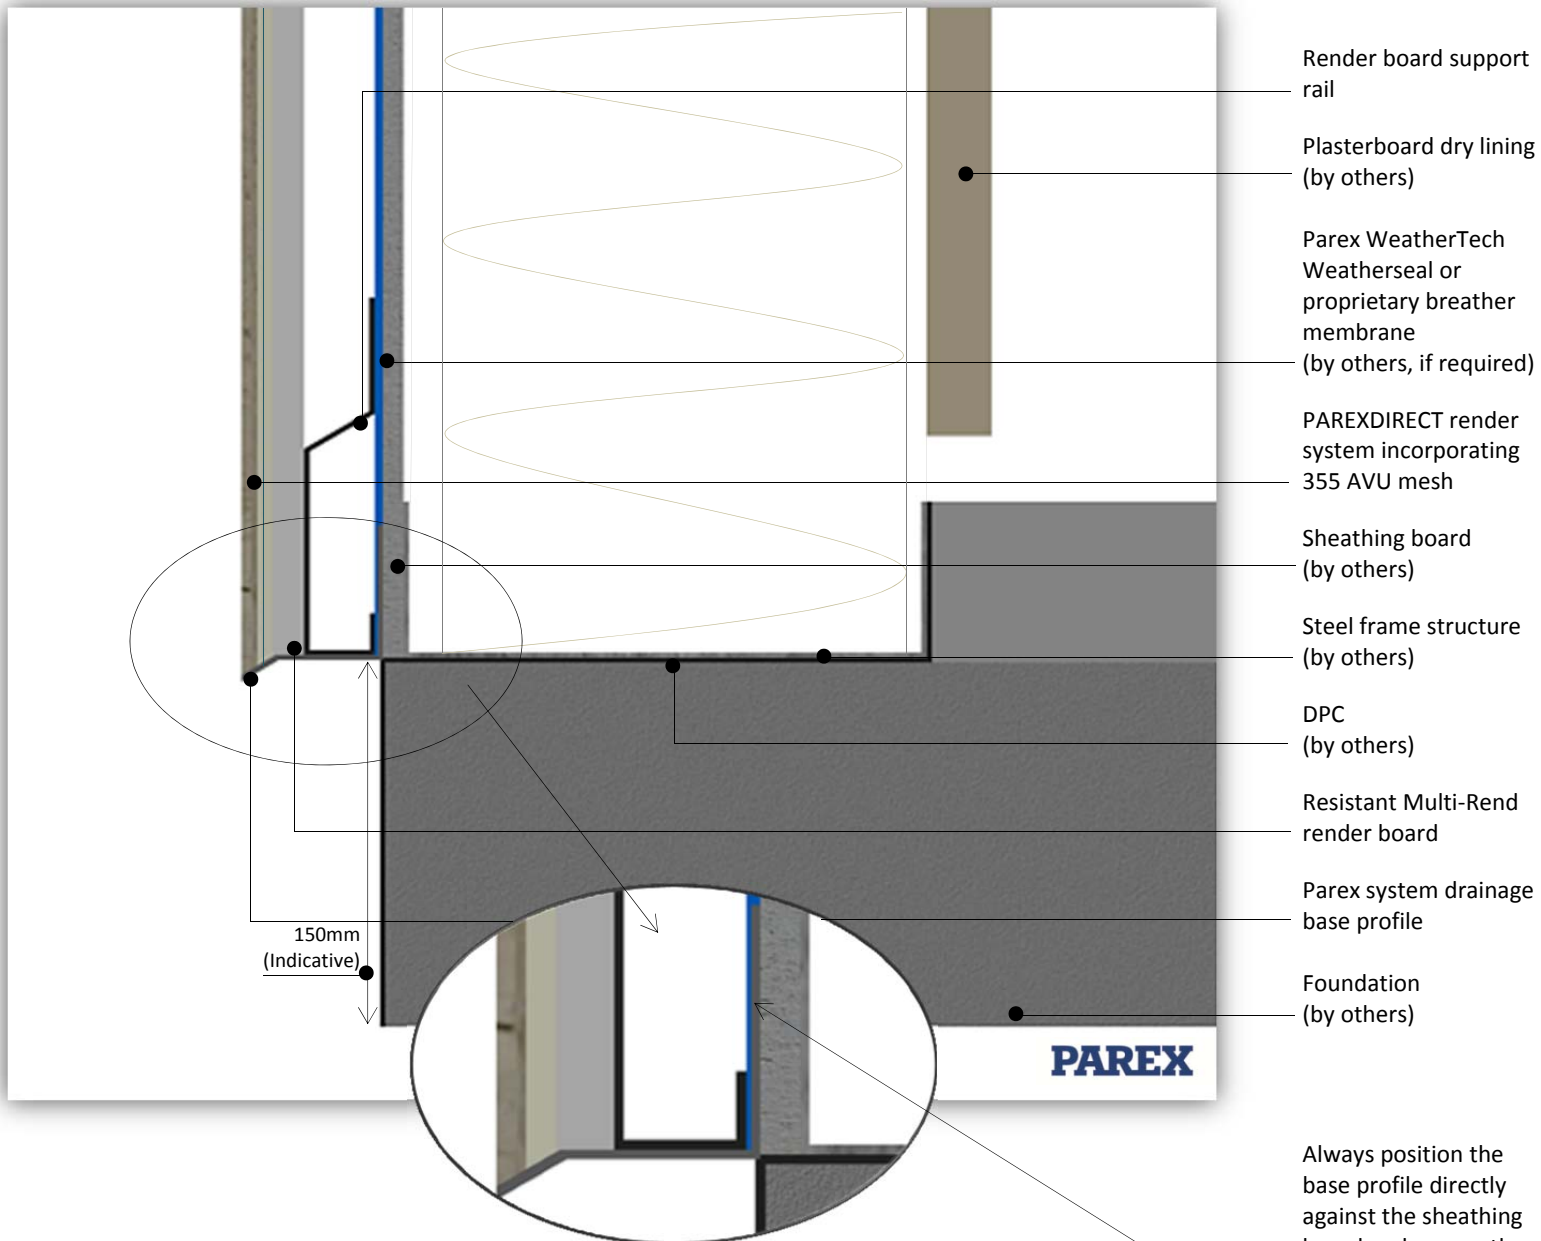 Render board support
rail
Plasterboard dry lining
(by others)
Parex WeatherTech
Weatherseal or
proprietary breather
membrane
(by others, if required)
PAREXDIRECT render
system incorporating
355 AVU mesh
Sheathing board
(by others)
Steel frame structure
(by others)
DPC
(by others)
Resistant Multi-Rend
render board
Parex system drainage
base profile
Foundation
(by others)
150mm
(Indicative)
PAREX
Always position the
base profile directly
against the sheathing